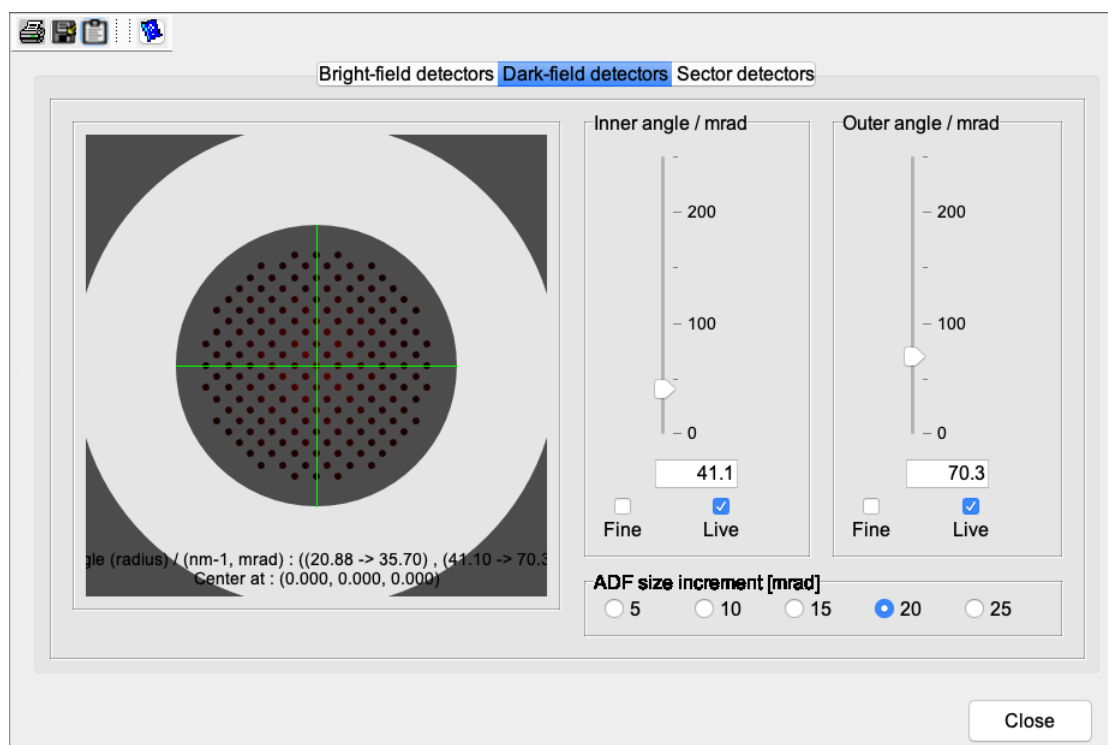 Bright-field detectors Dark-field detectors Sector detectors
Inner angle / mrad
200
100
0
41.1
Fine Live
Outer angle / mrad
200
100
0
70.3
Fine Live
(radius) / (nm-1, mrad) : ((20.88 -> 35.70) , (41.10 -> 70.3
Center at : (0.000, 0.000, 0.000)
ADF size increment [mrad]
5 10 15 20 25
Close